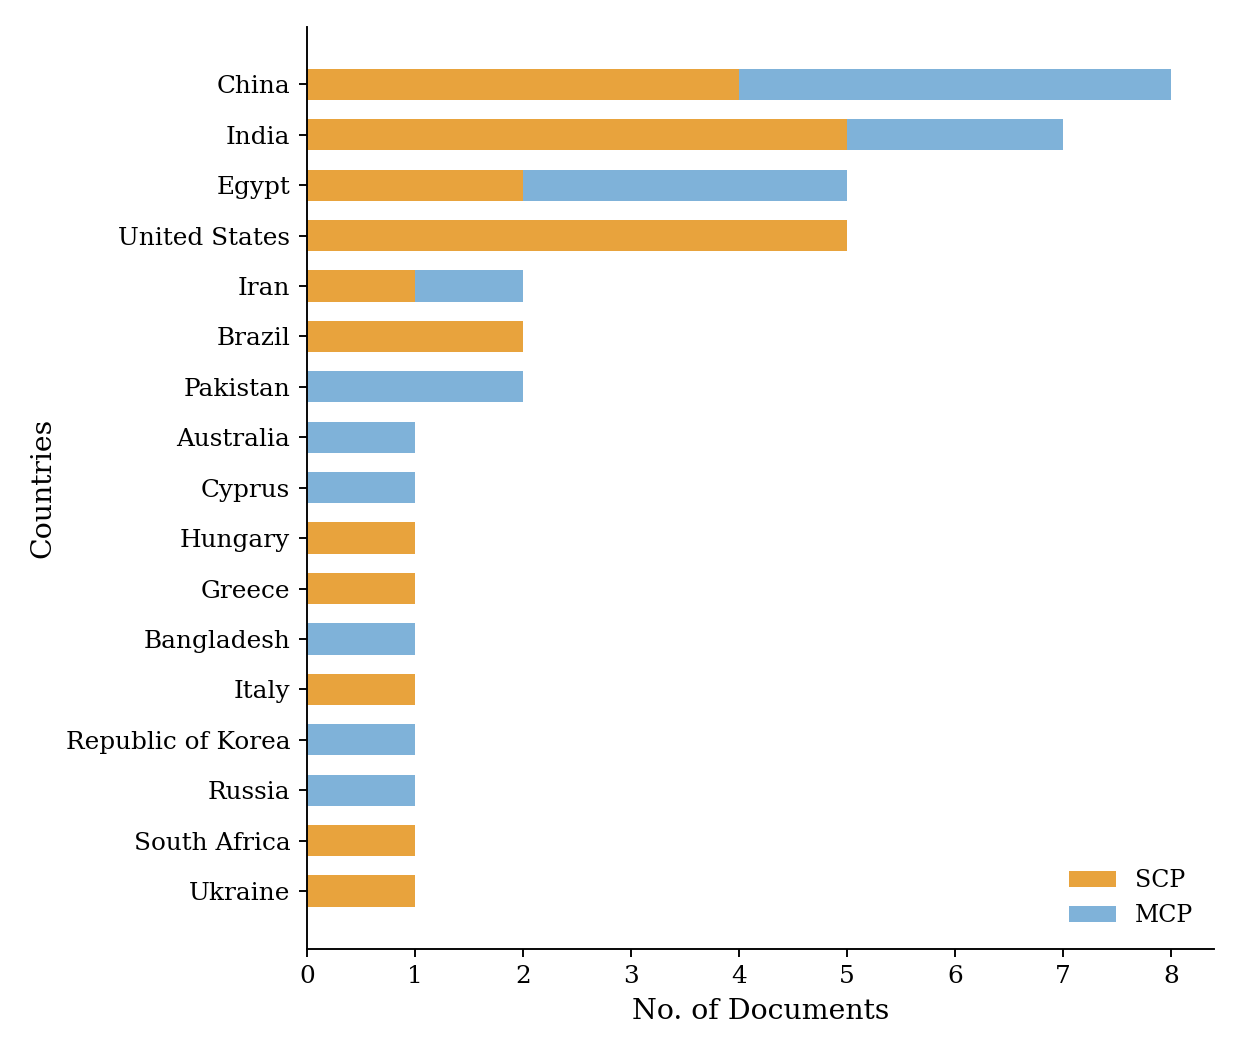 China
India
Egypt
United States
Iran
Brazil
Pakistan
Australia
Cyprus
Hungary
Greece
Bangladesh
Italy
Republic of Korea
Russia
South Africa
Ukraine
Countries
SCP
MCP
0 1 2 3 4 5 6 7 8
No. of Documents